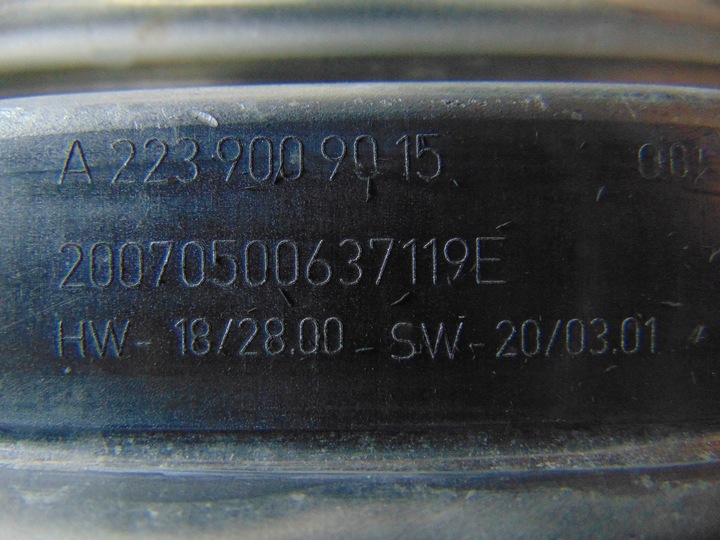 A 223 900 90 15
20070500637119E
HW- 18/28.00 - SW- 20/03.01